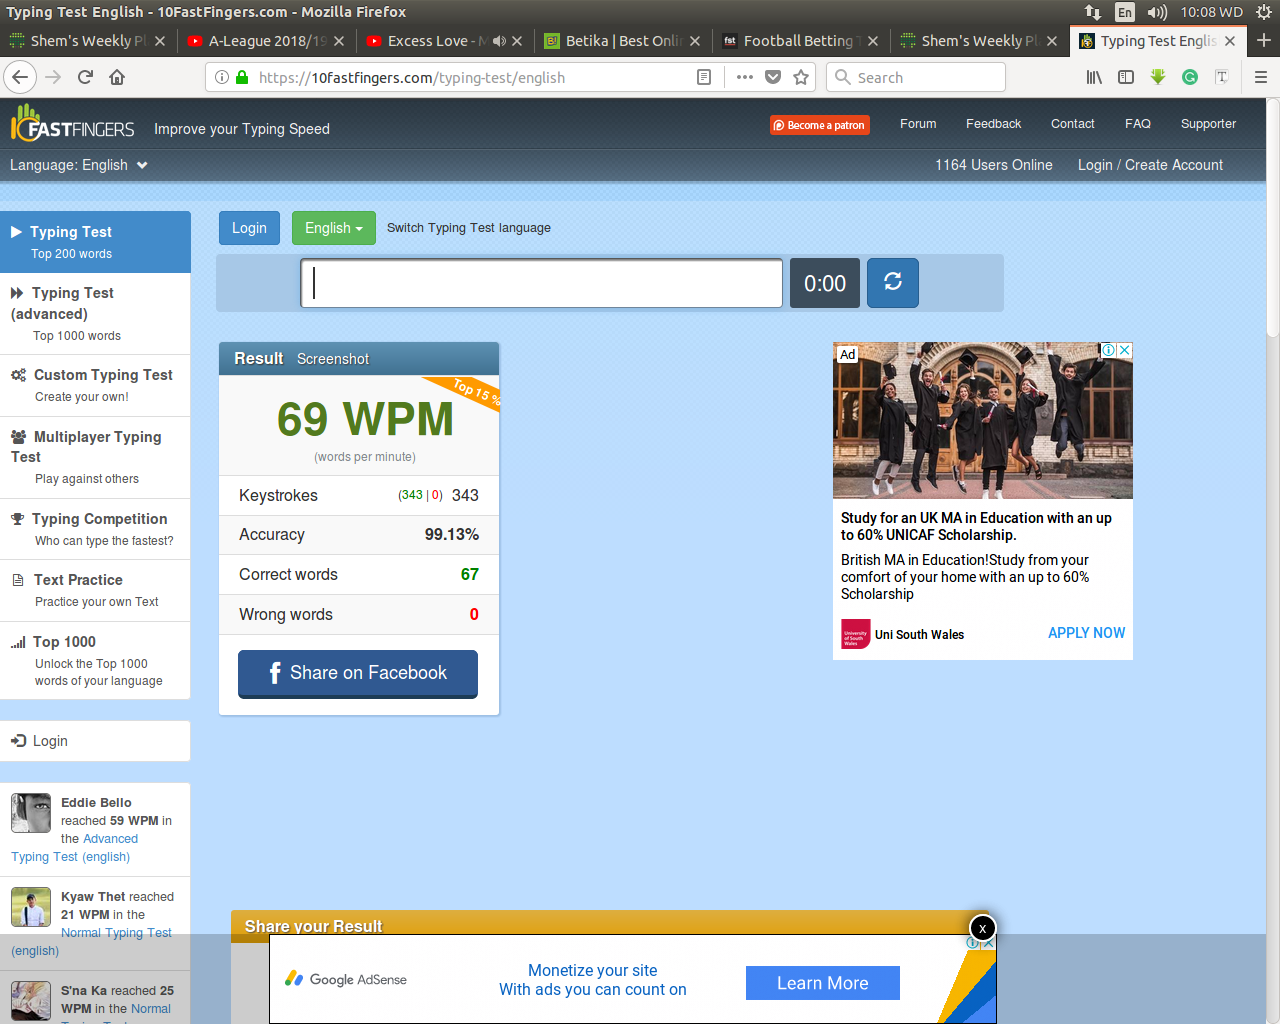 Typing Test English - 10FastFingers.com - Mozilla Firefox
En
10:08 WD
Shem's Weekly Pl
A-League 2018/19
Excess Love - M
Betika | Best Onli
fst Football Betting T
Shem's Weekly Pl
Typing Test Englis
https://10fastfingers.com/typing-test/english
Search
FASTFINGERS
Improve your Typing Speed
Become a patron
Forum
Feedback
Contact
FAQ
Supporter
Language: English
1164 Users Online
Login / Create Account
Typing Test
Top 200 words
Typing Test
(advanced)
Top 1000 words
Custom Typing Test
Create your own!
Multiplayer Typing
Test
Play against others
Typing Competition
Who can type the fastest?
Text Practice
Practice your own Text
Top 1000
Unlock the Top 1000
words of your language
Login
Eddie Bello
reached 59 WPM in
the Advanced
Typing Test (english)
Kyaw Thet reached
21 WPM in the
Normal Typing Test
(english)
S'na Ka reached 25
WPM in the Normal
Login
English
Switch Typing Test language
0:00
Result Screenshot
Top 15 %
69 WPM
(words per minute)
Keystrokes (343 | 0) 343
Accuracy 99.13%
Correct words 67
Wrong words 0
Share on Facebook
Ad
Study for an UK MA in Education with an up
to 60% UNICAF Scholarship.
British MA in Education!Study from your
comfort of your home with an up to 60%
Scholarship
University of South Wales
Uni South Wales
APPLY NOW
Share your Result
x
Google AdSense
Monetize your site
With ads you can count on
Learn More